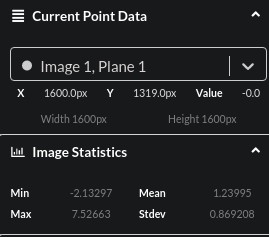 Current Point Data
Image 1, Plane 1
X 1600.0px Y 1319.0px Value -0.0
Width 1600px Height 1600px
Image Statistics
Min -2.13297 Mean 1.23995
Max 7.52663 Stdev 0.869208